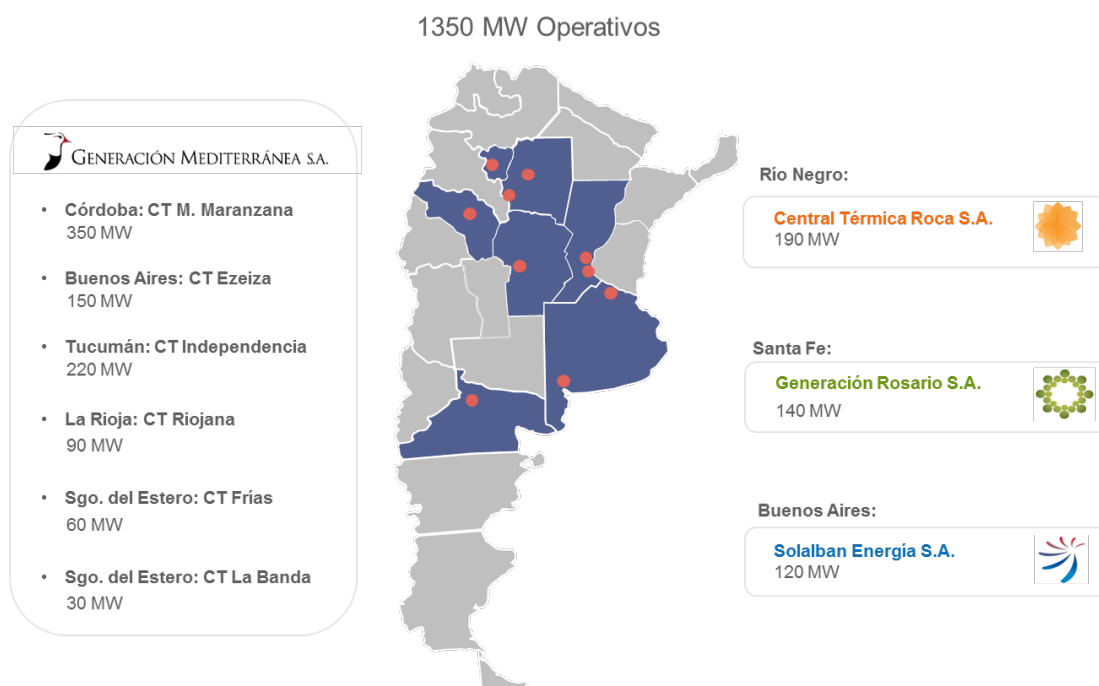 1350 MW Operativos
GENERACIÓN MEDITERRÁNEA S.A.
• Córdoba: CT M. Maranzana
350 MW
• Buenos Aires: CT Ezeiza
150 MW
• Tucumán: CT Independencia
220 MW
• La Rioja: CT Riojana
90 MW
• Sgo. del Estero: CT Frías
60 MW
• Sgo. del Estero: CT La Banda
30 MW
Río Negro:
Central Térmica Roca S.A.
190 MW
Santa Fe:
Generación Rosario S.A.
140 MW
Buenos Aires:
Solalban Energía S.A.
120 MW